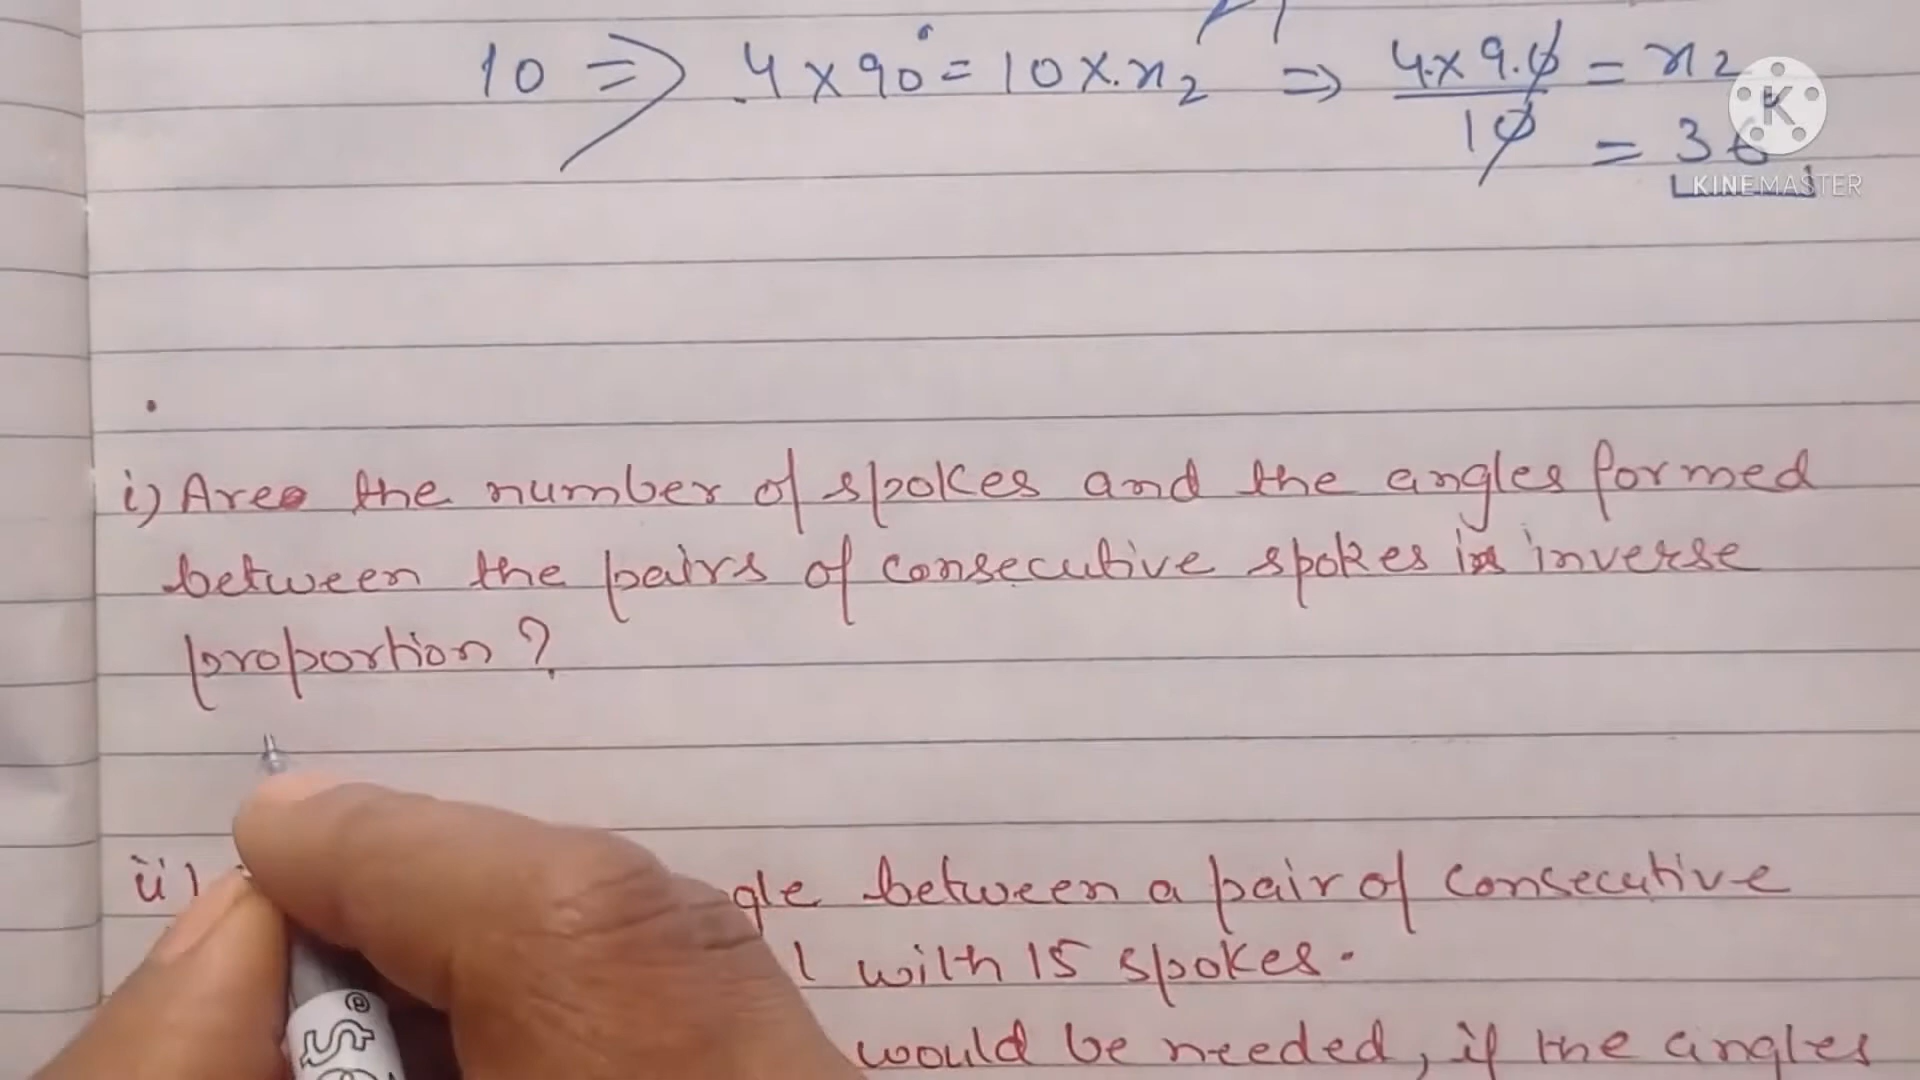 10 => 4 x 90° = 10 x x2 => 4 x 90 / 10 = x2
= 36
K
KINEMASTER
i) Are the number of spokes and the angles formed
between the pairs of consecutive spokes in inverse
proportion?
ii) gle between a pair of consecutive
l with 15 spokes.
would be needed, if the angles